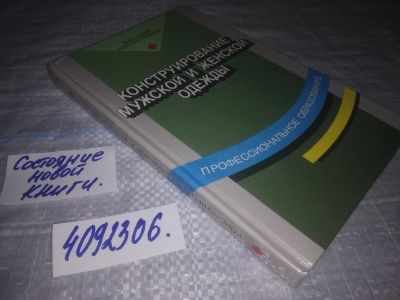 КОНСТРУИРОВАНИЕ
МУЖСКОЙ И ЖЕНСКОЙ
ОДЕЖДЫ
ПРОФЕССИОНАЛЬНОЕ ОБРАЗОВАНИЕ
Состояние
новой
книги.
4092306.